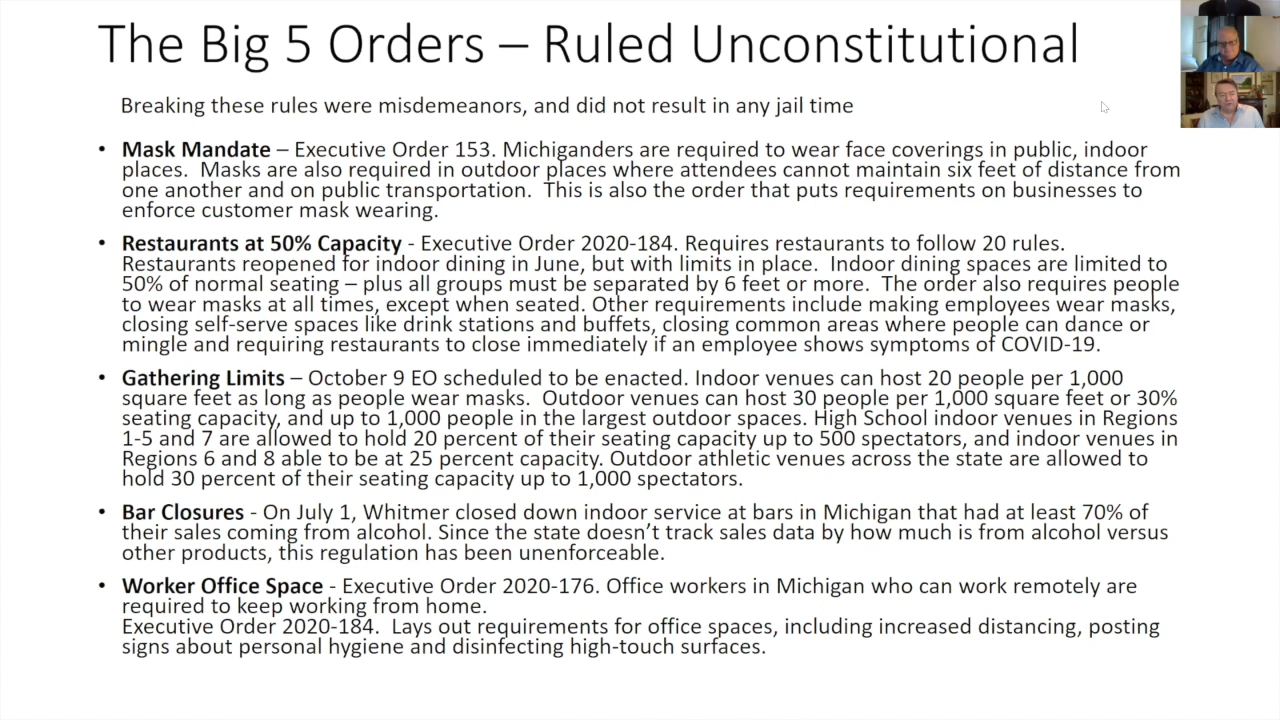 The Big 5 Orders – Ruled Unconstitutional
Breaking these rules were misdemeanors, and did not result in any jail time
• Mask Mandate – Executive Order 153. Michiganders are required to wear face coverings in public, indoor
places.  Masks are also required in outdoor places where attendees cannot maintain six feet of distance from
one another and on public transportation.  This is also the order that puts requirements on businesses to
enforce customer mask wearing.
• Restaurants at 50% Capacity - Executive Order 2020-184. Requires restaurants to follow 20 rules.
Restaurants reopened for indoor dining in June, but with limits in place.  Indoor dining spaces are limited to
50% of normal seating – plus all groups must be separated by 6 feet or more.  The order also requires people
to wear masks at all times, except when seated. Other requirements include making employees wear masks,
closing self-serve spaces like drink stations and buffets, closing common areas where people can dance or
mingle and requiring restaurants to close immediately if an employee shows symptoms of COVID-19.
• Gathering Limits – October 9 EO scheduled to be enacted. Indoor venues can host 20 people per 1,000
square feet as long as people wear masks.  Outdoor venues can host 30 people per 1,000 square feet or 30%
seating capacity, and up to 1,000 people in the largest outdoor spaces. High School indoor venues in Regions
1-5 and 7 are allowed to hold 20 percent of their seating capacity up to 500 spectators, and indoor venues in
Regions 6 and 8 able to be at 25 percent capacity. Outdoor athletic venues across the state are allowed to
hold 30 percent of their seating capacity up to 1,000 spectators.
• Bar Closures - On July 1, Whitmer closed down indoor service at bars in Michigan that had at least 70% of
their sales coming from alcohol. Since the state doesn’t track sales data by how much is from alcohol versus
other products, this regulation has been unenforceable.
• Worker Office Space - Executive Order 2020-176. Office workers in Michigan who can work remotely are
required to keep working from home.
Executive Order 2020-184.  Lays out requirements for office spaces, including increased distancing, posting
signs about personal hygiene and disinfecting high-touch surfaces.